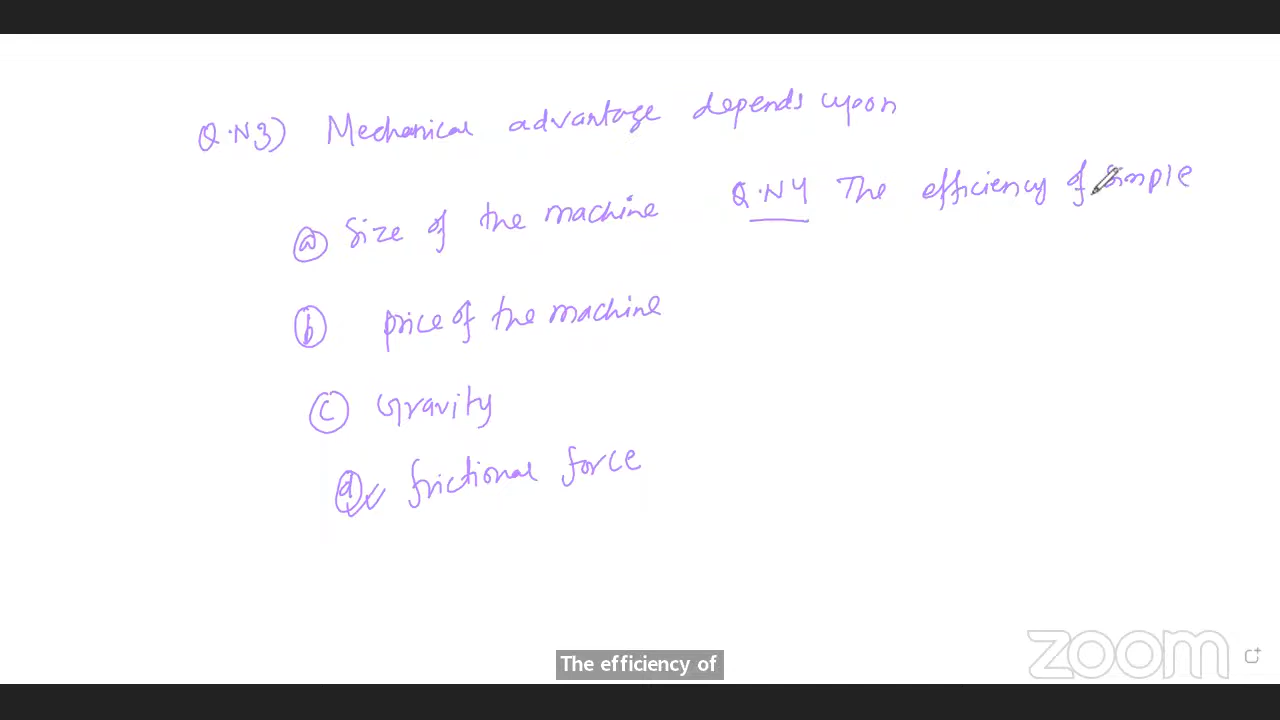 Q.N3) Mechanical advantage depends upon
(a) Size of the machine
(b) price of the machine
(c) Gravity
(d) frictional force
Q.N4 The efficiency of simple
The efficiency of
zoom